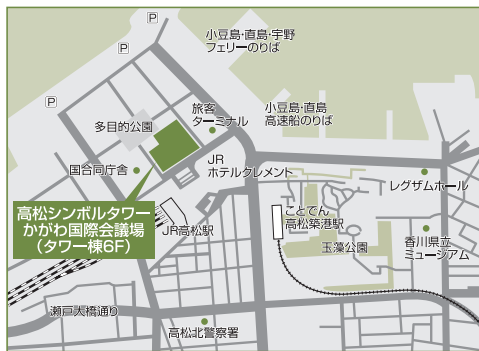 P
P
P
小豆島・直島・宇野
フェリーのりば
旅客
ターミナル
小豆島・直島
高速船のりば
多目的公園
国合同庁舎
JR
ホテルクレメント
レグザムホール
高松シンボルタワー
かがわ国際会議場
（タワー棟6F）
JR高松駅
ことでん
高松築港駅
玉藻公園
香川県立
ミュージアム
瀬戸大橋通り
高松北警察署